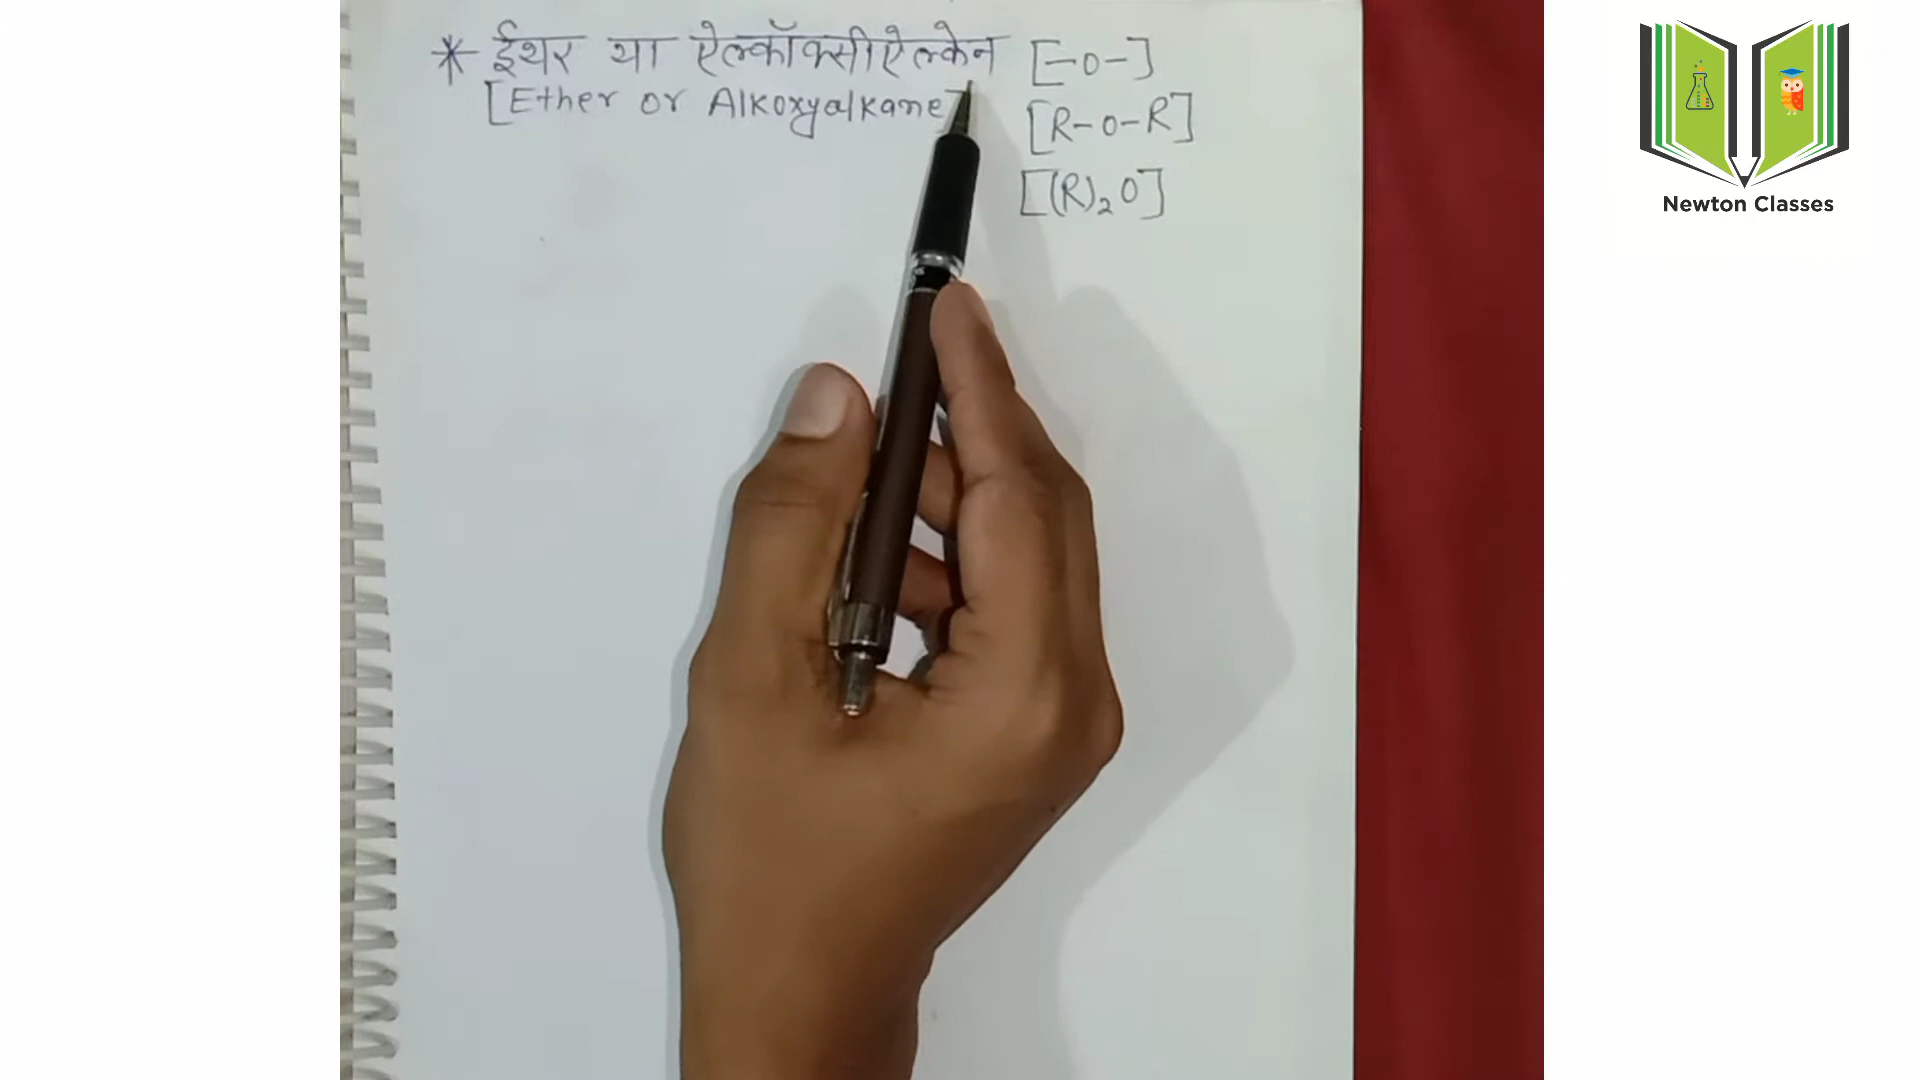 * ईथर या ऐल्कॉक्सीऐल्केन [-O-]
[Ether or Alkoxyalkane]
[R-O-R]
[(R)₂O]
Newton Classes